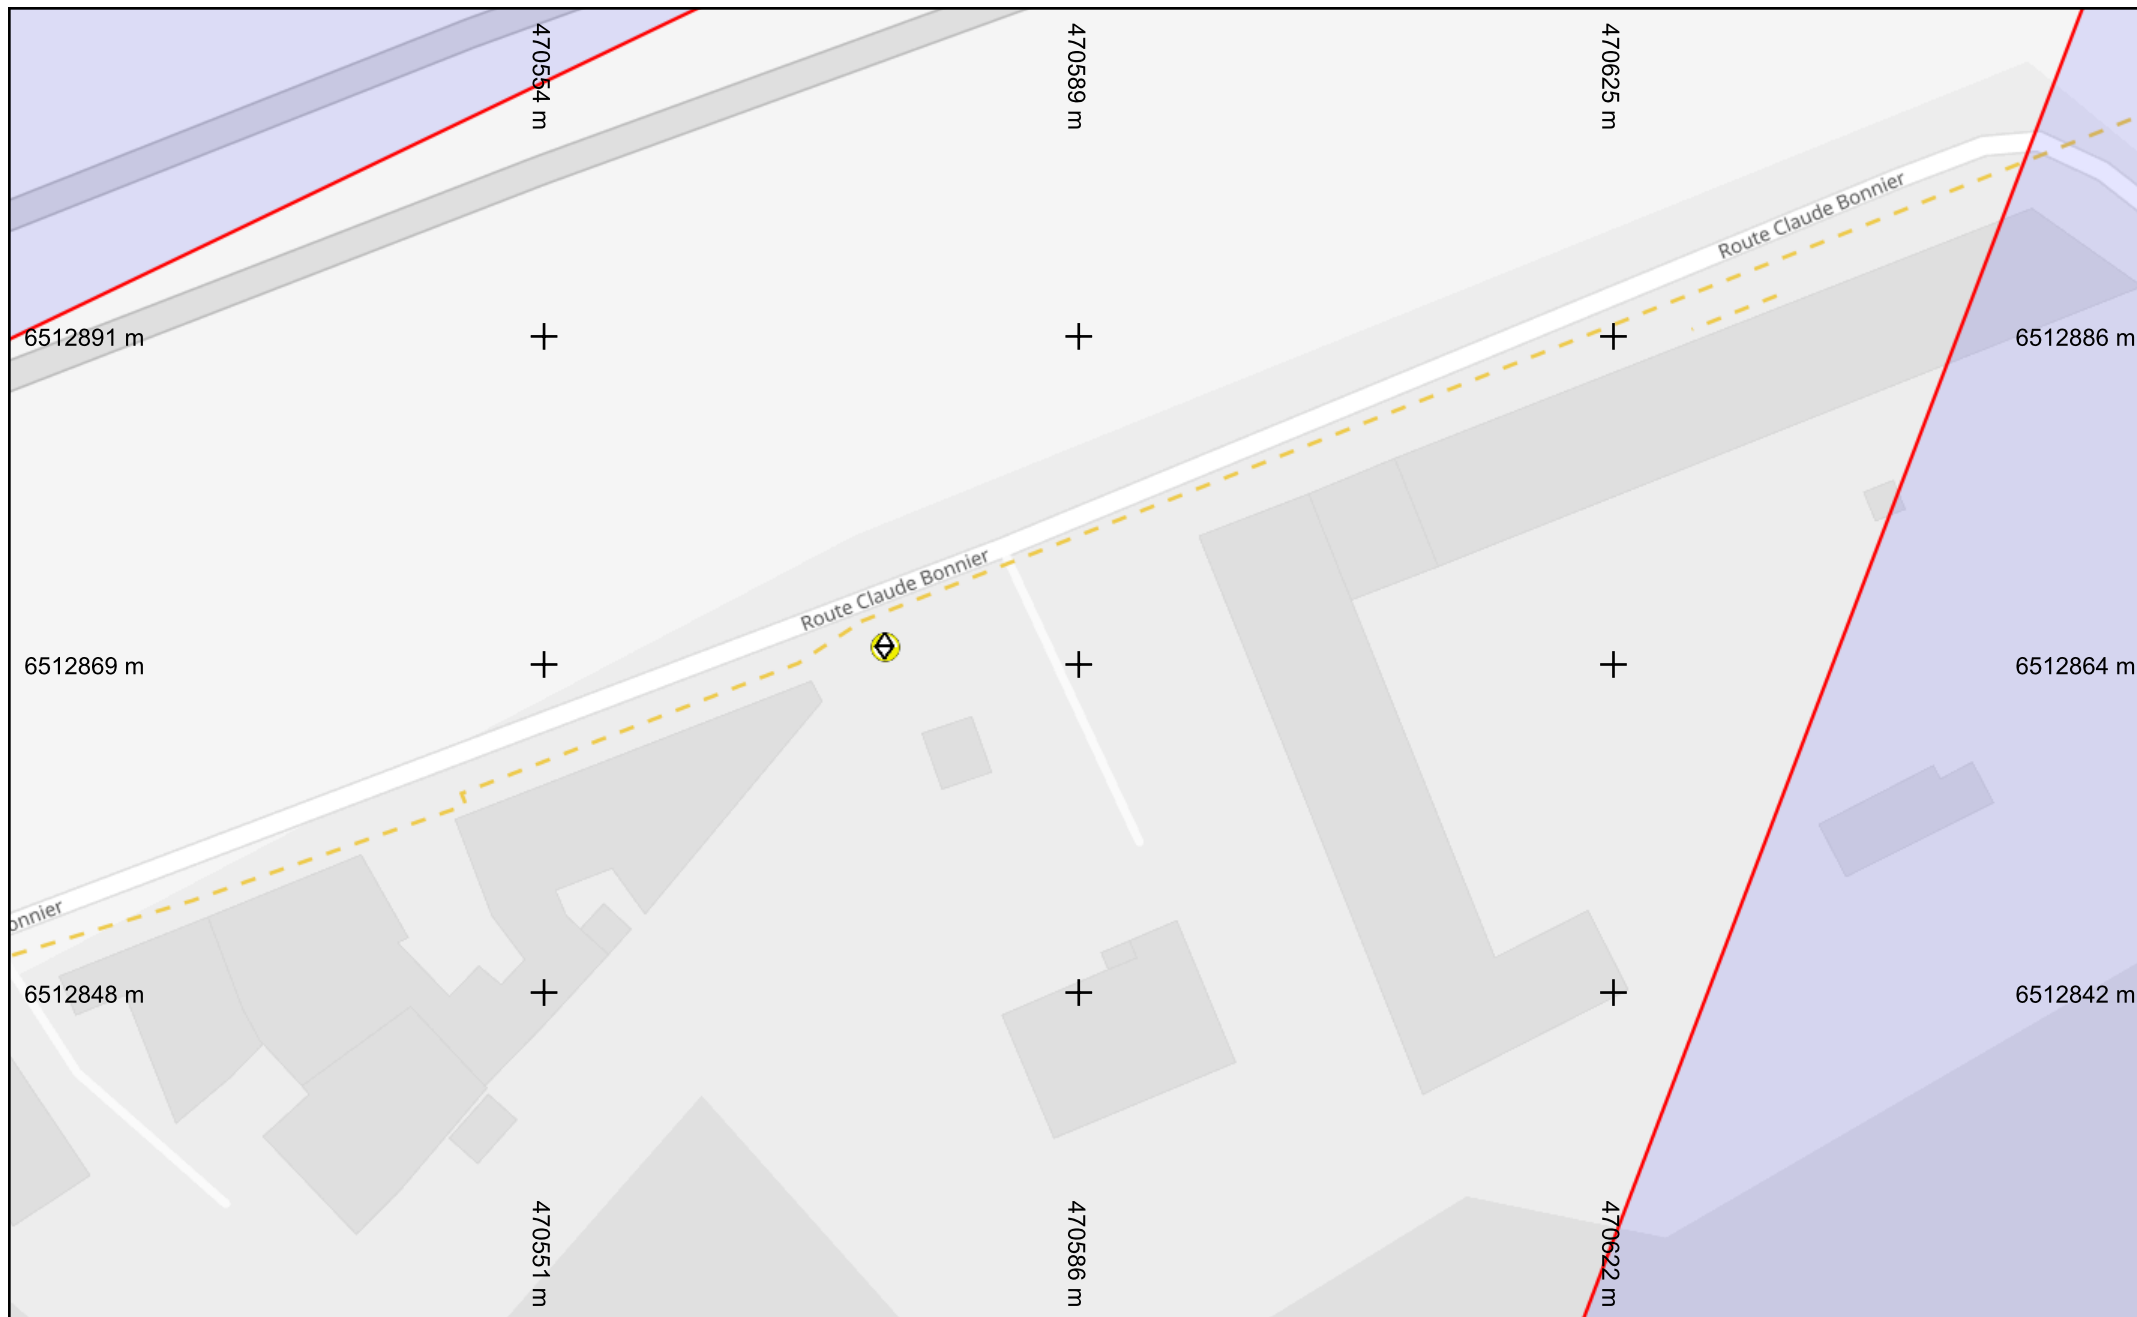 470554 m
470589 m
470625 m
Route Claude Bonnier
6512891 m
6512886 m
Route Claude Bonnier
6512869 m
6512864 m
onnier
6512848 m
6512842 m
470551 m
470586 m
470622 m